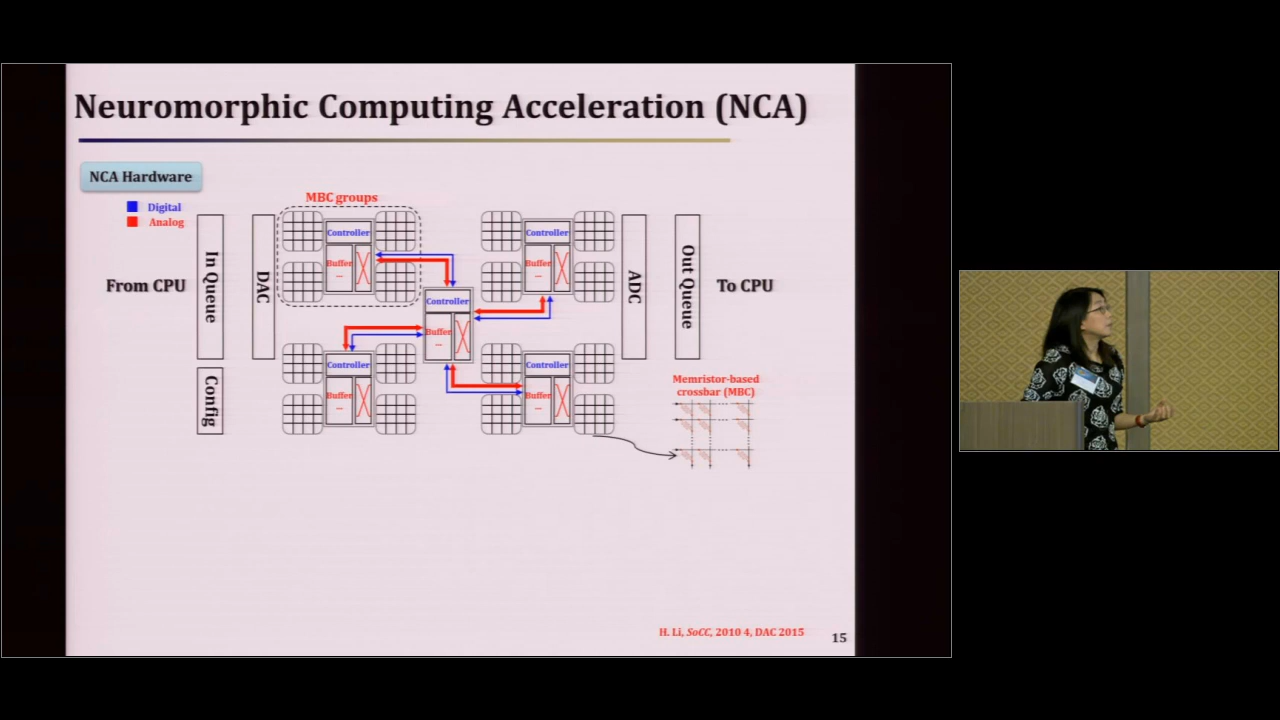 Neuromorphic Computing Acceleration (NCA)
NCA Hardware
Digital
Analog
MBC groups
From CPU
In Queue
Config
DAC
Controller
Buffer
...
Controller
Buffer
...
Controller
Buffer
...
Controller
Buffer
...
Controller
Buffer
...
ADC
Out Queue
To CPU
Memristor-based
crossbar (MBC)
H. Li, SoCC, 2010 4, DAC 2015
15